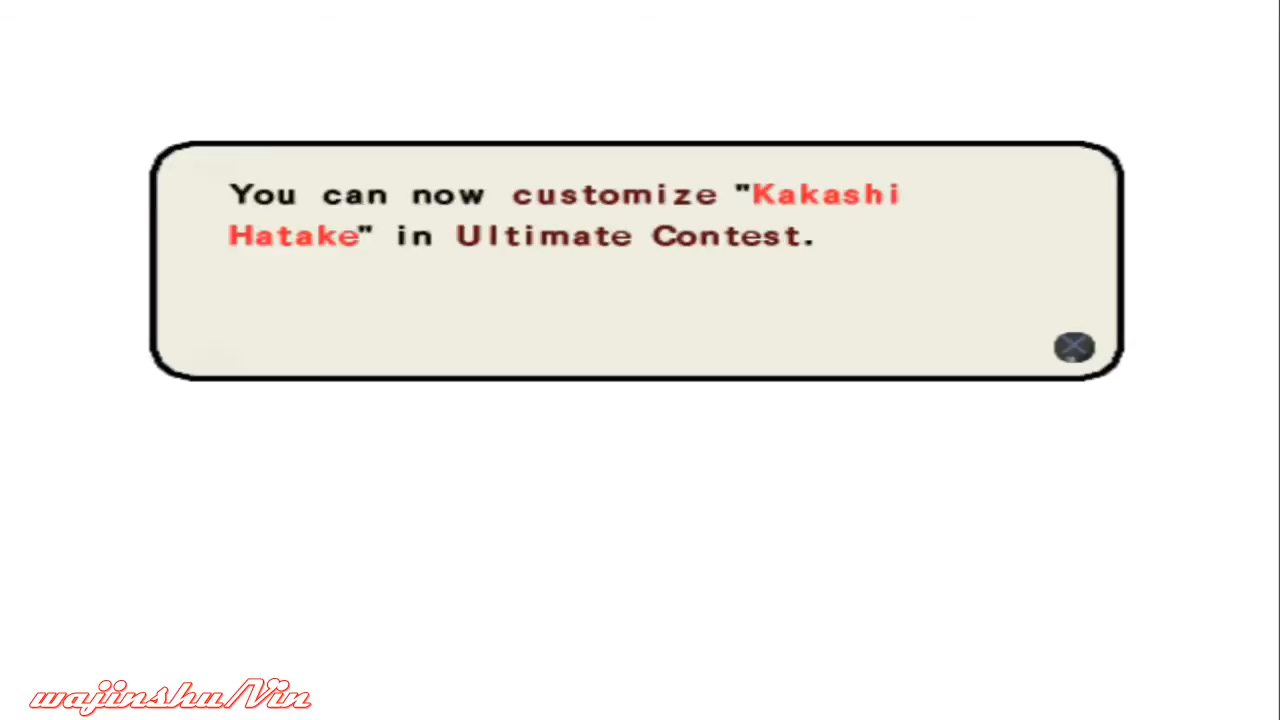 You can now customize "Kakashi
Hatake" in Ultimate Contest.
wajinshu/Vin